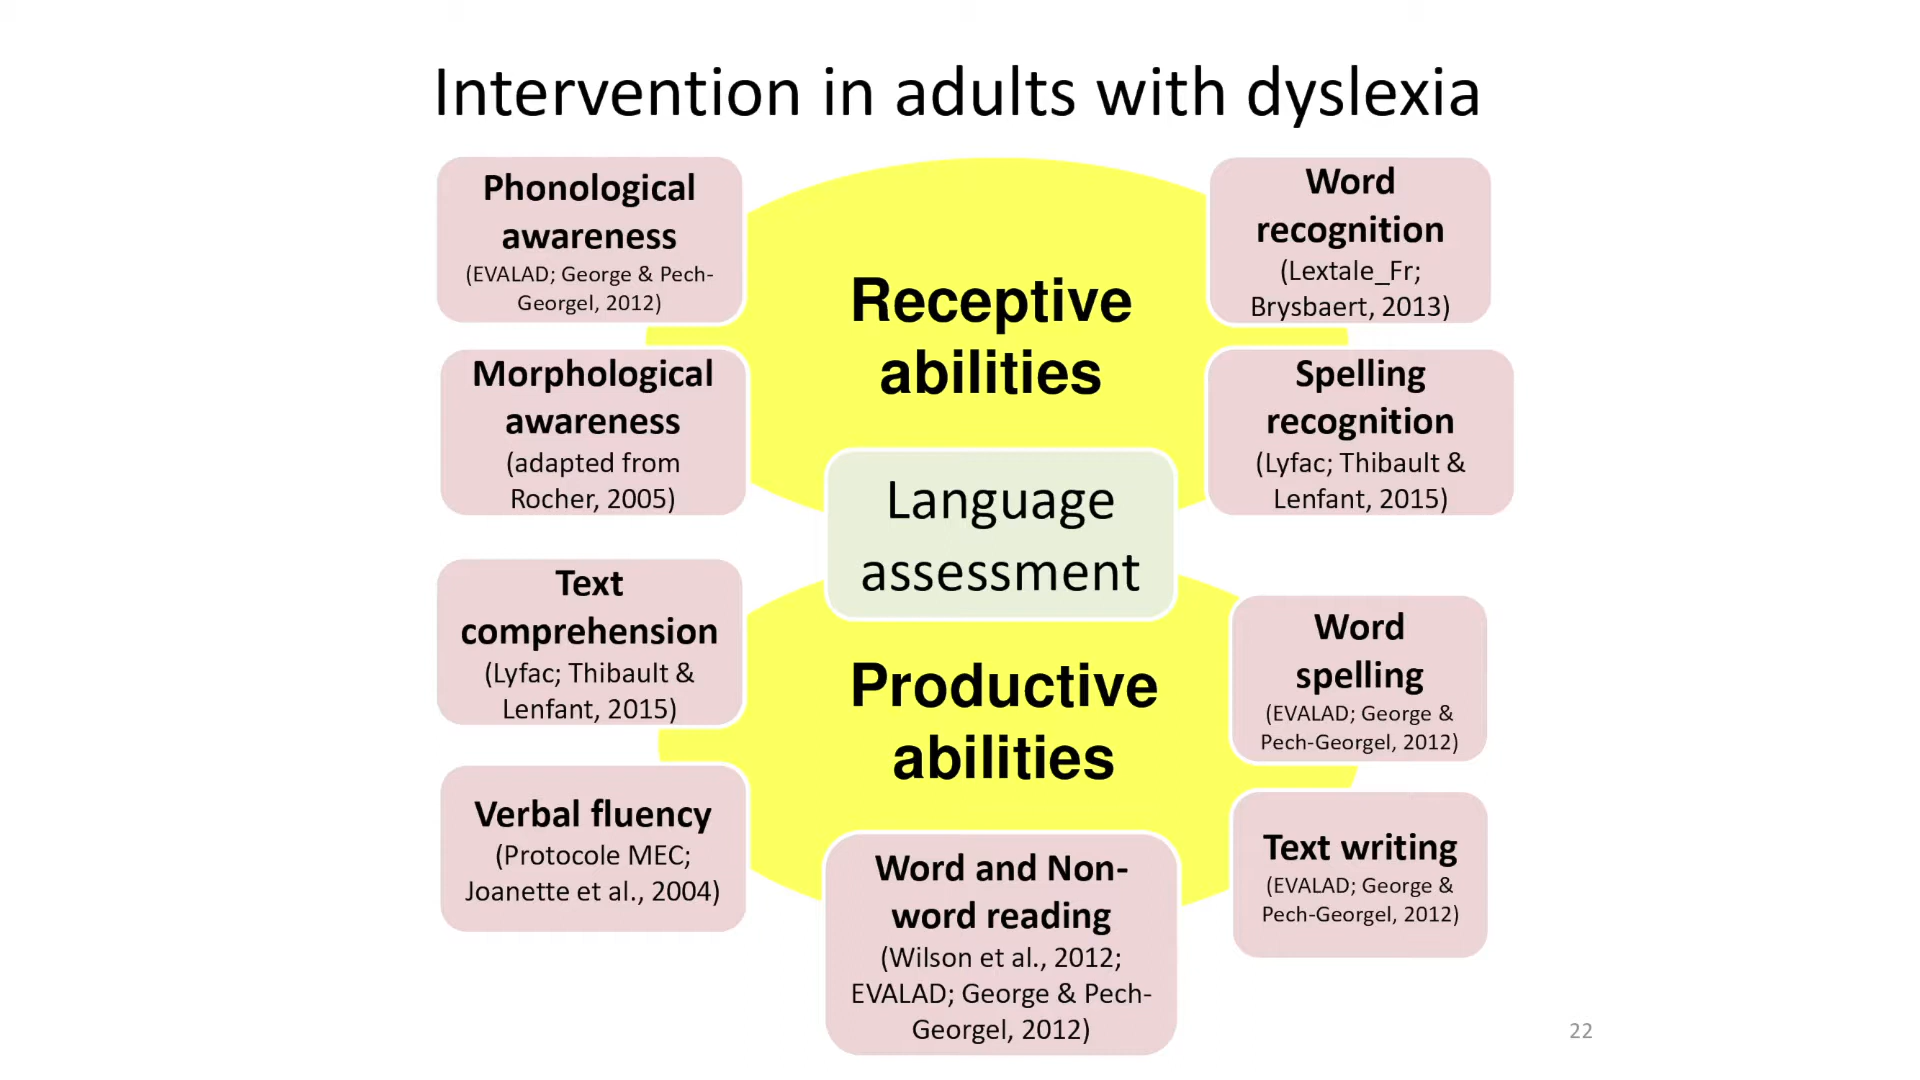 Intervention in adults with dyslexia
Phonological
awareness
(EVALAD; George & Pech-
Georgel, 2012)
Word
recognition
(Lextale_Fr;
Brysbaert, 2013)
Receptive
abilities
Morphological
awareness
(adapted from
Rocher, 2005)
Spelling
recognition
(Lyfac; Thibault &
Lenfant, 2015)
Language
assessment
Text
comprehension
(Lyfac; Thibault &
Lenfant, 2015)
Word
spelling
(EVALAD; George &
Pech-Georgel, 2012)
Productive
abilities
Verbal fluency
(Protocole MEC;
Joanette et al., 2004)
Word and Non-
word reading
(Wilson et al., 2012;
EVALAD; George & Pech-
Georgel, 2012)
Text writing
(EVALAD; George &
Pech-Georgel, 2012)
22